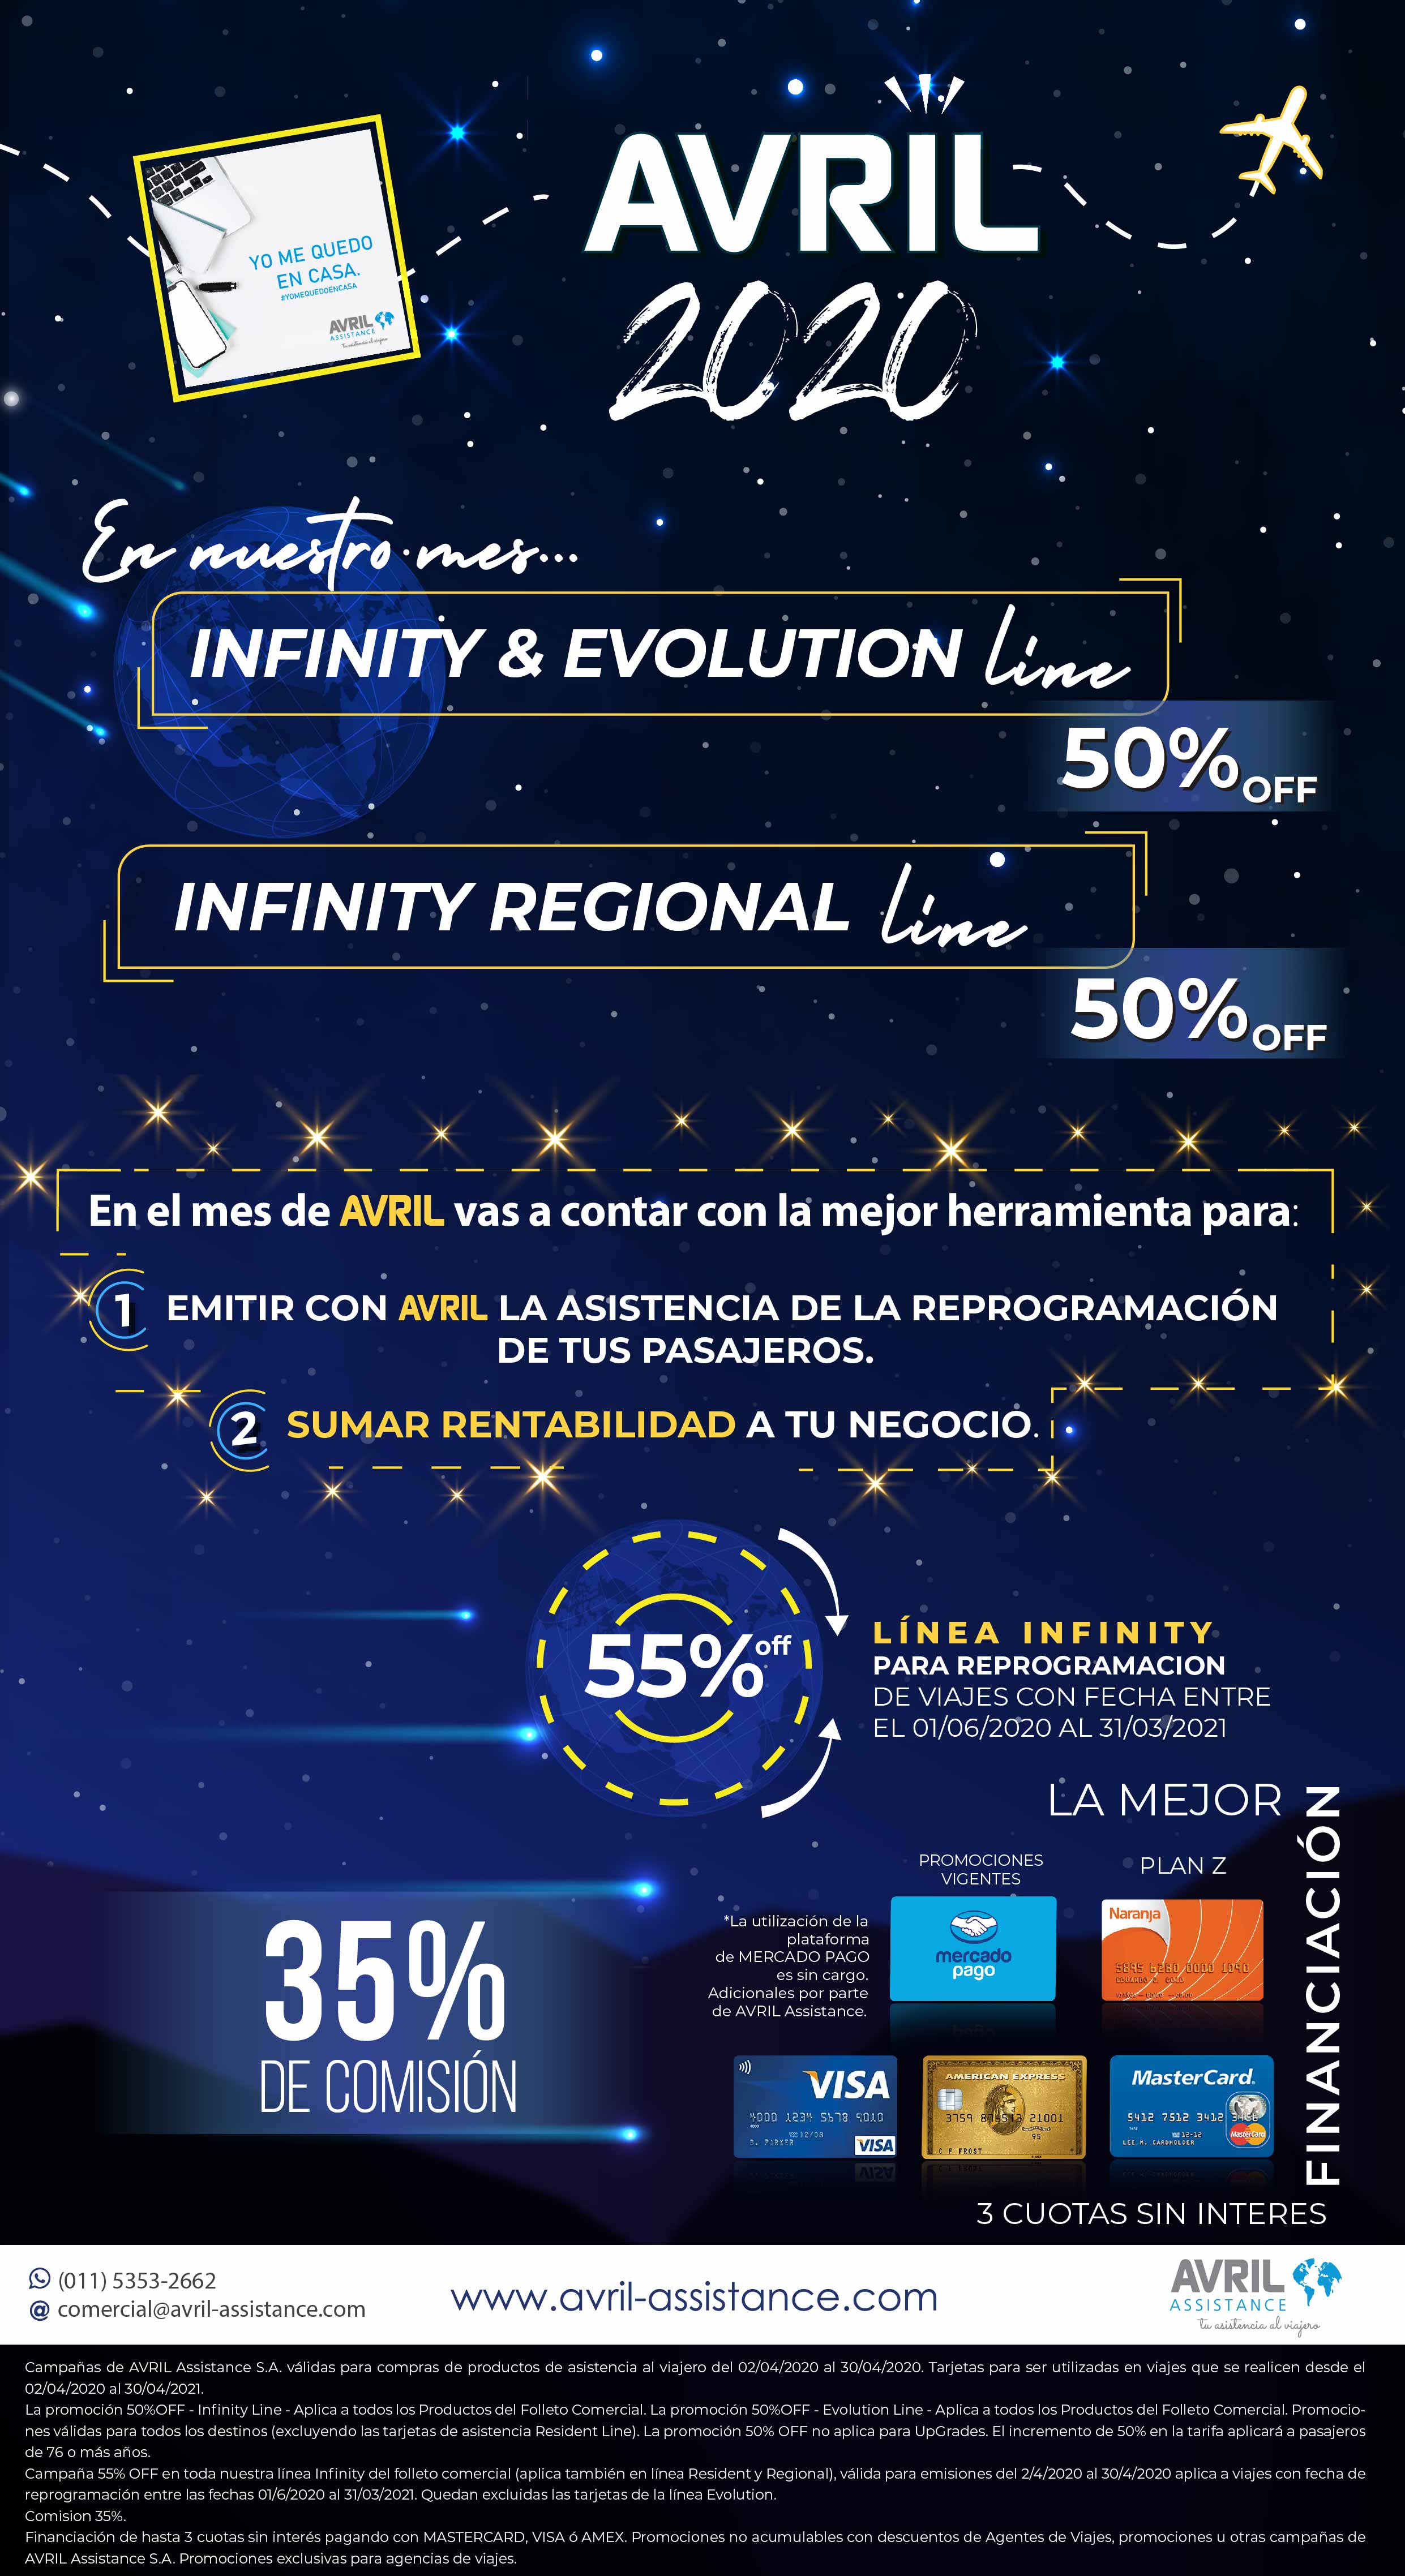 YO ME QUEDO
EN CASA.
#YOMEQUEDOENCASA
AVRIL
ASSISTANCE
Tu asistencia al viajero
AVRIL
2020
En nuestro mes...
INFINITY & EVOLUTION line
50% OFF
INFINITY REGIONAL line
50% OFF
En el mes de AVRIL vas a contar con la mejor herramienta para:
1 EMITIR CON AVRIL LA ASISTENCIA DE LA REPROGRAMACIÓN
DE TUS PASAJEROS.
2 SUMAR RENTABILIDAD A TU NEGOCIO.
55% off
LÍNEA INFINITY
PARA REPROGRAMACION
DE VIAJES CON FECHA ENTRE
EL 01/06/2020 AL 31/03/2021
LA MEJOR
FINANCIACIÓN
PROMOCIONES
VIGENTES
PLAN Z
*La utilización de la
plataforma
de MERCADO PAGO
es sin cargo.
Adicionales por parte
de AVRIL Assistance.
mercado
pago
Naranja
5895 6280 0000 1040
35%
DE COMISIÓN
VISA
4000 1234 5678 9010
VISA
AMERICAN EXPRESS
21001
95
C F FROST
MasterCard.
5412 7512 3412
12-12
LEE M. CARDHOLDER
MasterCard
3 CUOTAS SIN INTERES
(011) 5353-2662
@ comercial@avril-assistance.com
www.avril-assistance.com
AVRIL
ASSISTANCE
tu asistencia al viajero
Campañas de AVRIL Assistance S.A. válidas para compras de productos de asistencia al viajero del 02/04/2020 al 30/04/2020. Tarjetas para ser utilizadas en viajes que se realicen desde el
02/04/2020 al 30/04/2021.
La promoción 50%OFF - Infinity Line - Aplica a todos los Productos del Folleto Comercial. La promoción 50%OFF - Evolution Line - Aplica a todos los Productos del Folleto Comercial. Promocio-
nes válidas para todos los destinos (excluyendo las tarjetas de asistencia Resident Line). La promoción 50% OFF no aplica para UpGrades. El incremento de 50% en la tarifa aplicará a pasajeros
de 76 o más años.
Campaña 55% OFF en toda nuestra línea Infinity del folleto comercial (aplica también en línea Resident y Regional), válida para emisiones del 2/4/2020 al 30/4/2020 aplica a viajes con fecha de
reprogramación entre las fechas 01/6/2020 al 31/03/2021. Quedan excluidas las tarjetas de la línea Evolution.
Comision 35%.
Financiación de hasta 3 cuotas sin interés pagando con MASTERCARD, VISA ó AMEX. Promociones no acumulables con descuentos de Agentes de Viajes, promociones u otras campañas de
AVRIL Assistance S.A. Promociones exclusivas para agencias de viajes.